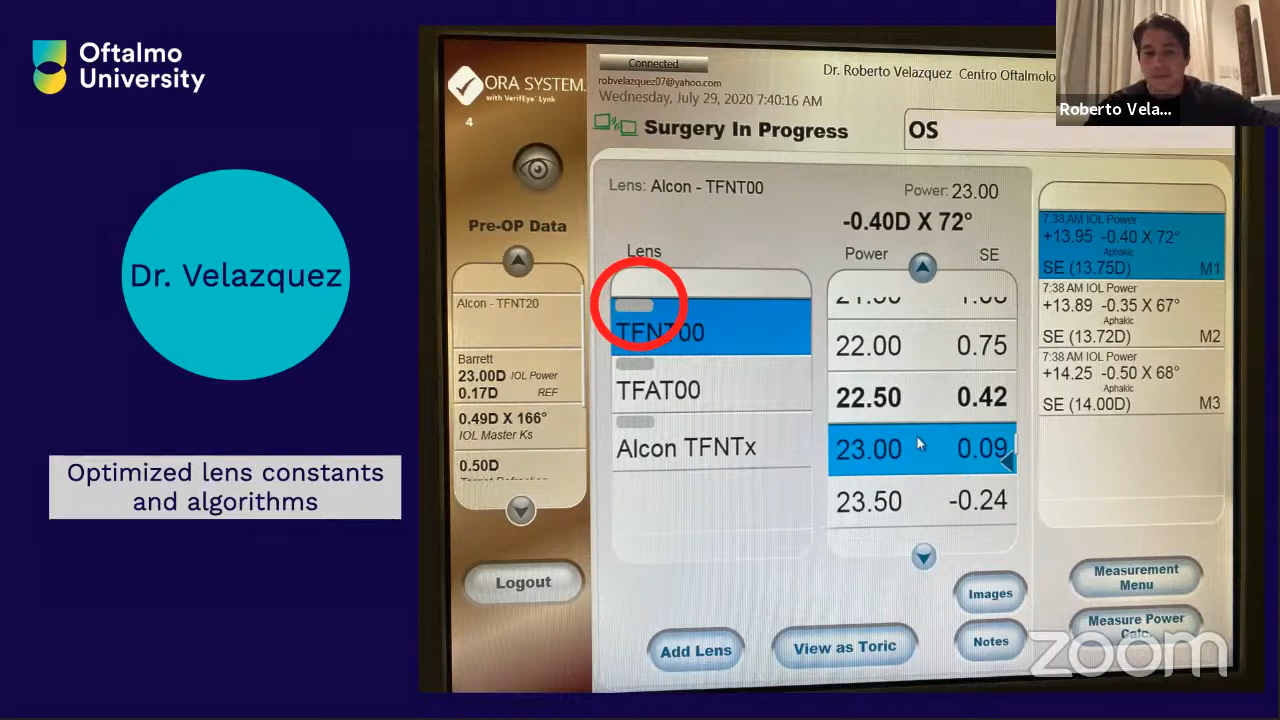 Oftalmo
University
Dr. Velazquez
Optimized lens constants
and algorithms
ORA SYSTEM.
with VerifEye Lynk
4
Connected
robvelazquez07@yahoo.com
Wednesday, July 29, 2020 7:40:16 AM
Dr. Roberto Velazquez Centro Oftalmolo
Roberto Vela...
Surgery In Progress
OS
Pre-OP Data
Alcon - TFNT20
Barrett
23.00D IOL Power
0.17D REF
0.49D X 166°
IOL Master Ks
0.50D
Target Refraction
Logout
Lens: Alcon - TFNT00
Power: 23.00
-0.40D X 72°
Lens
TFNT00
TFAT00
Alcon TFNTx
Power SE
22.00 0.75
22.50 0.42
23.00 0.09
23.50 -0.24
7:38 AM IOL Power
+13.95 -0.40 X 72°
Aphakic
SE (13.75D) M1
7:38 AM IOL Power
+13.89 -0.35 X 67°
Aphakic
SE (13.72D) M2
7:38 AM IOL Power
+14.25 -0.50 X 68°
Aphakic
SE (14.00D) M3
Add Lens
View as Toric
Images
Notes
Measurement
Menu
Measure Power
Calc.
zoom